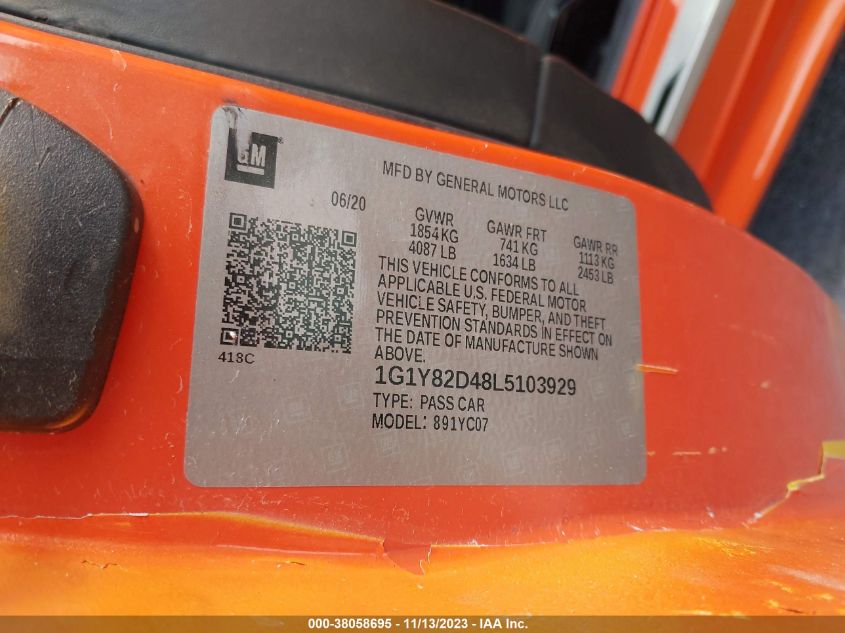 GM
MFD BY GENERAL MOTORS LLC
06/20
GVWR GAWR FRT GAWR RR
1854 KG 741 KG 1113 KG
4087 LB 1634 LB 2453 LB
THIS VEHICLE CONFORMS TO ALL
APPLICABLE U.S. FEDERAL MOTOR
VEHICLE SAFETY, BUMPER, AND THEFT
PREVENTION STANDARDS IN EFFECT ON
THE DATE OF MANUFACTURE SHOWN
ABOVE.
418C
1G1Y82D48L5103929
TYPE: PASS CAR
MODEL: 891YC07
000-38058695 - 11/13/2023 - IAA Inc.